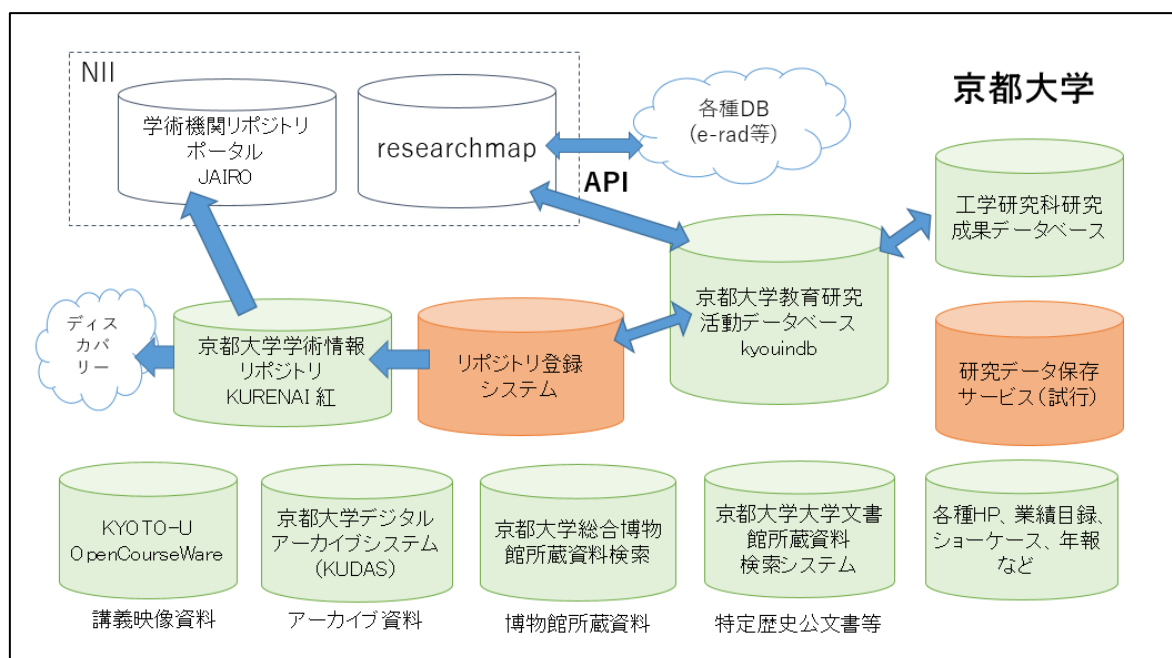 NII
学術機関リポジトリ
ポータル
JAIRO
researchmap
各種DB
(e-rad等)
京都大学
API
工学研究科研究
成果データベース
京都大学教育研究
活動データベース
kyouindb
ディス
カバ
リー
京都大学学術情報
リポジトリ
KURENAI 紅
リポジトリ登録
システム
研究データ保存
サービス(試行)
KYOTO-U
OpenCourseWare
京都大学デジタル
アーカイブシステム
(KUDAS)
京都大学総合博物
館所蔵資料検索
京都大学大学文書
館所蔵資料
検索システム
各種HP、業績目録、
ショーケース、年報
など
講義映像資料
アーカイブ資料
博物館所蔵資料
特定歴史公文書等